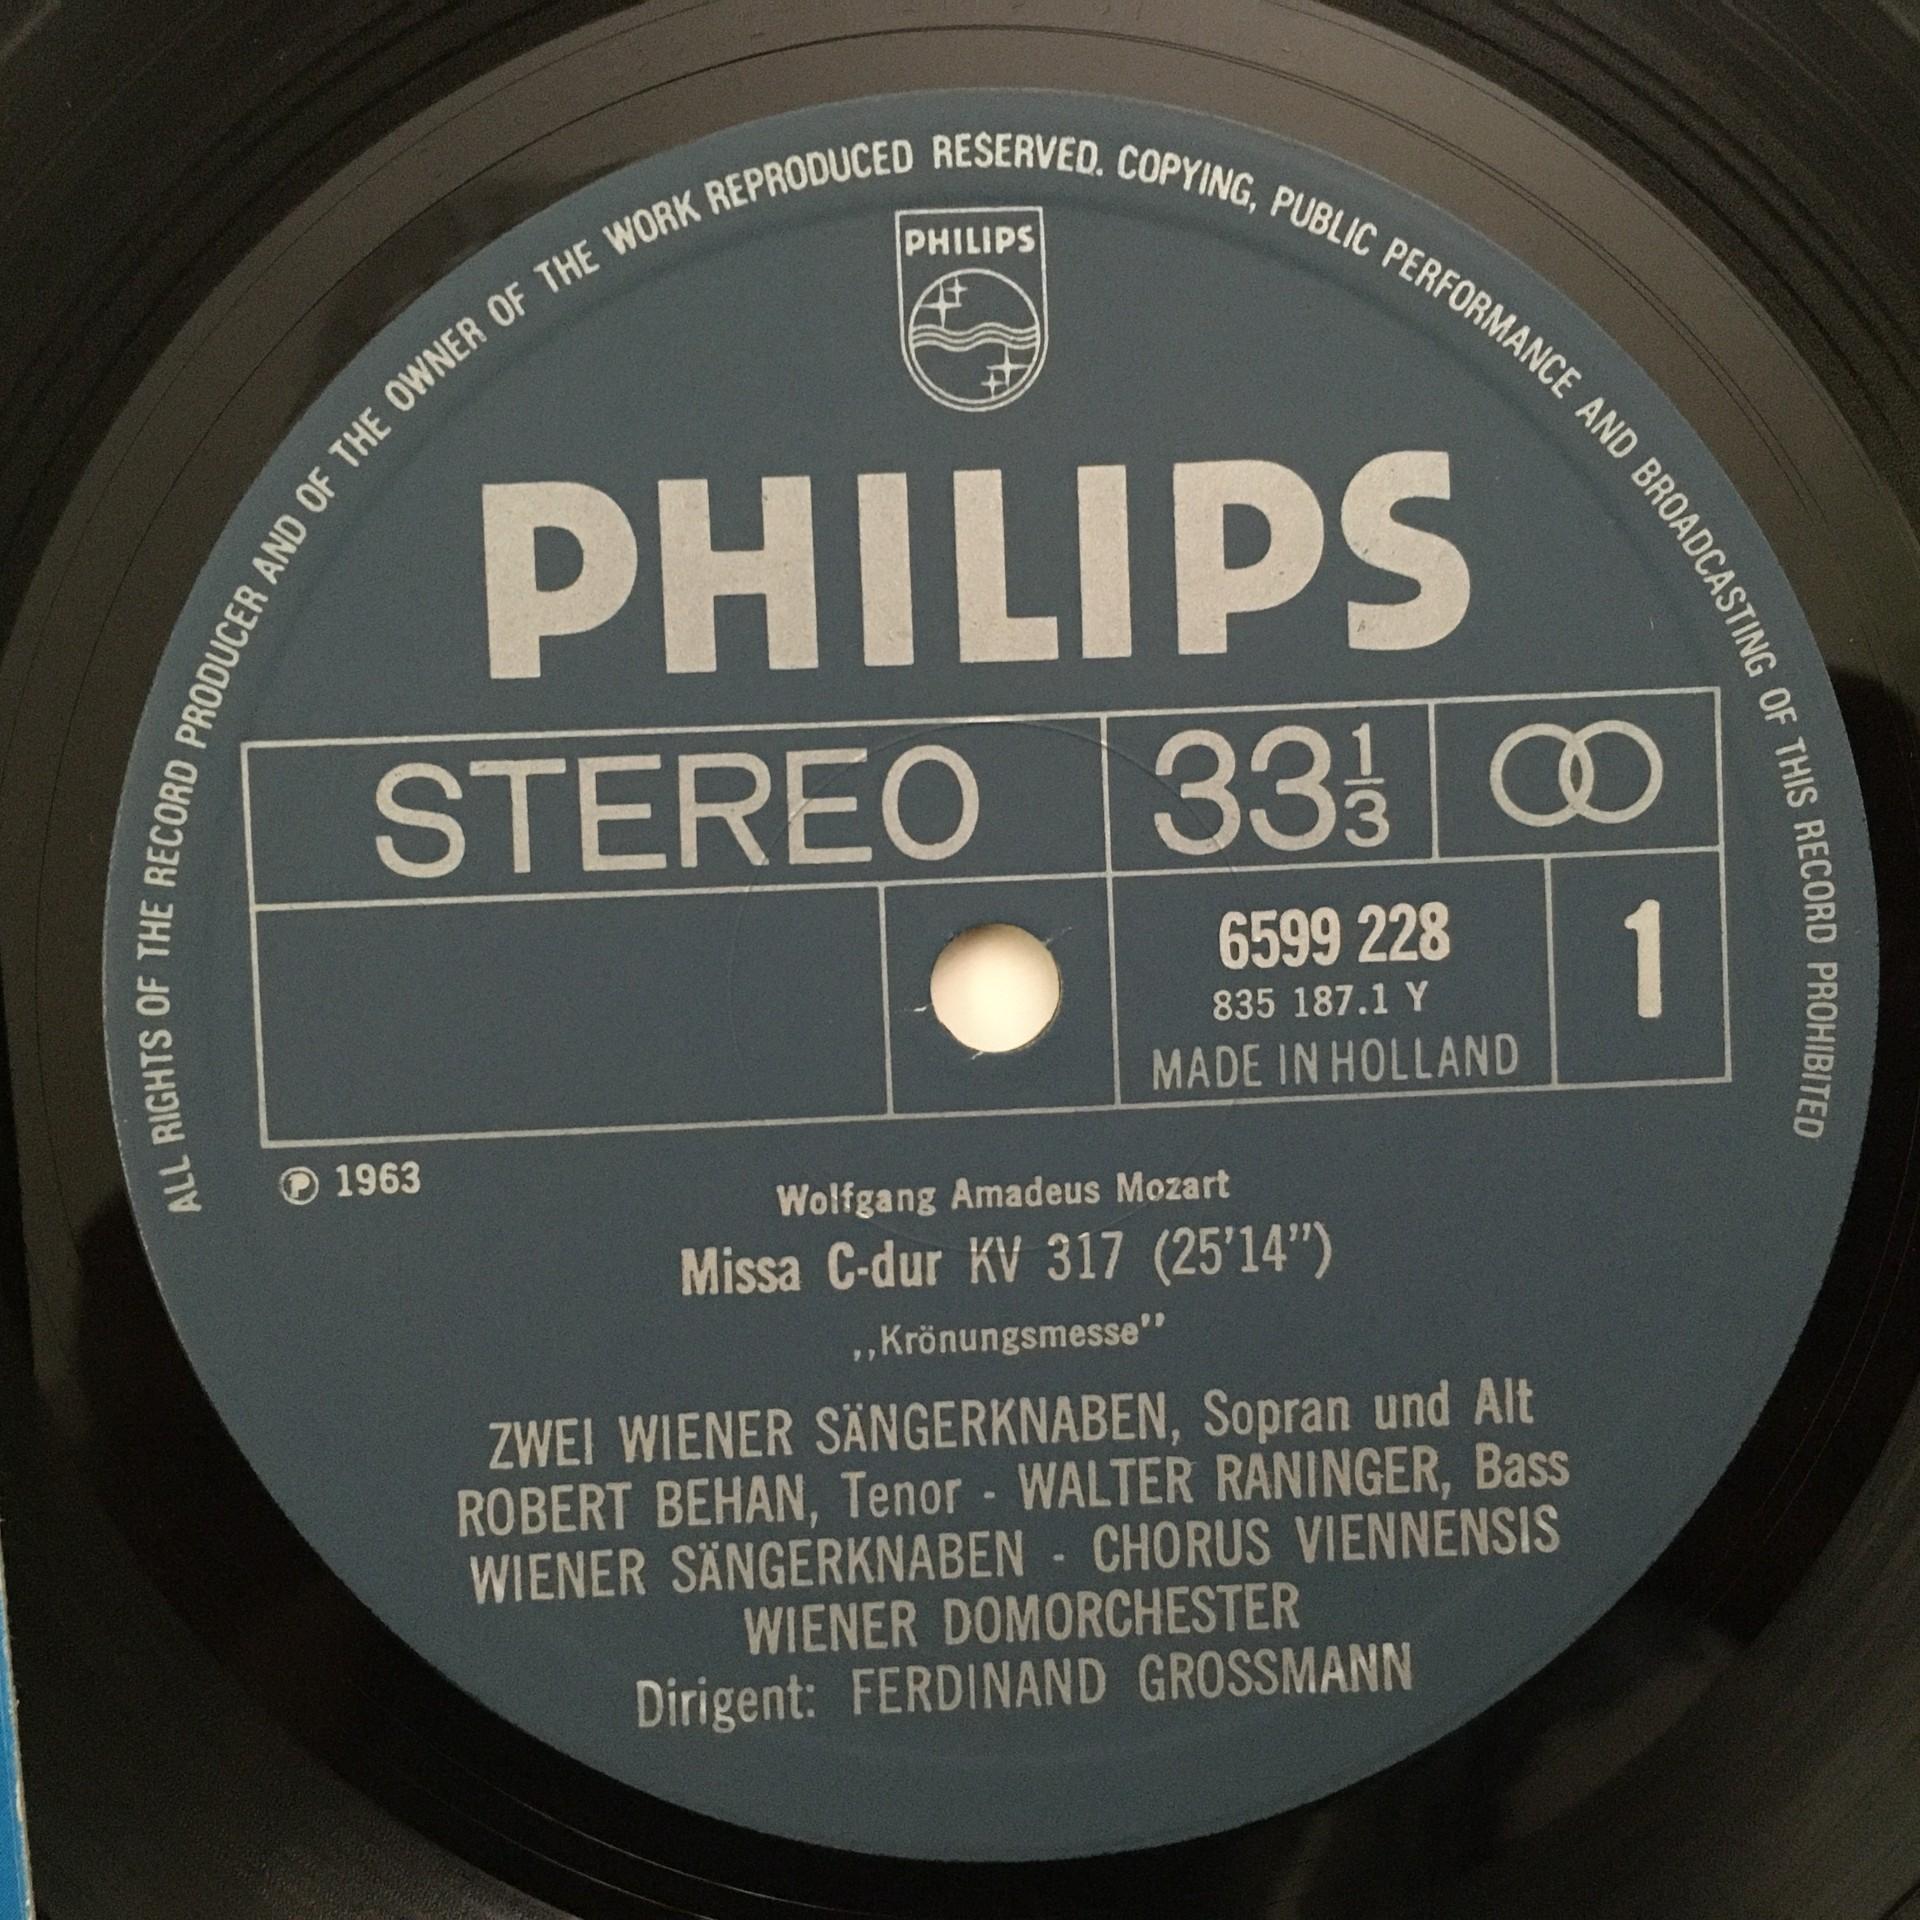 ALL RIGHTS OF THE RECORD PRODUCER AND OF THE OWNER OF THE WORK REPRODUCED RESERVED. COPYING, PUBLIC PERFORMANCE AND BROADCASTING OF THIS RECORD PROHIBITED
PHILIPS
PHILIPS
STEREO 33 1/3
6599 228 1
835 187.1 Y
MADE IN HOLLAND
Ⓟ 1963
Wolfgang Amadeus Mozart
Missa C-dur KV 317 (25'14")
,,Krönungsmesse''
ZWEI WIENER SÄNGERKNABEN, Sopran und Alt
ROBERT BEHAN, Tenor - WALTER RANINGER, Bass
WIENER SÄNGERKNABEN - CHORUS VIENNENSIS
WIENER DOMORCHESTER
Dirigent: FERDINAND GROSSMANN